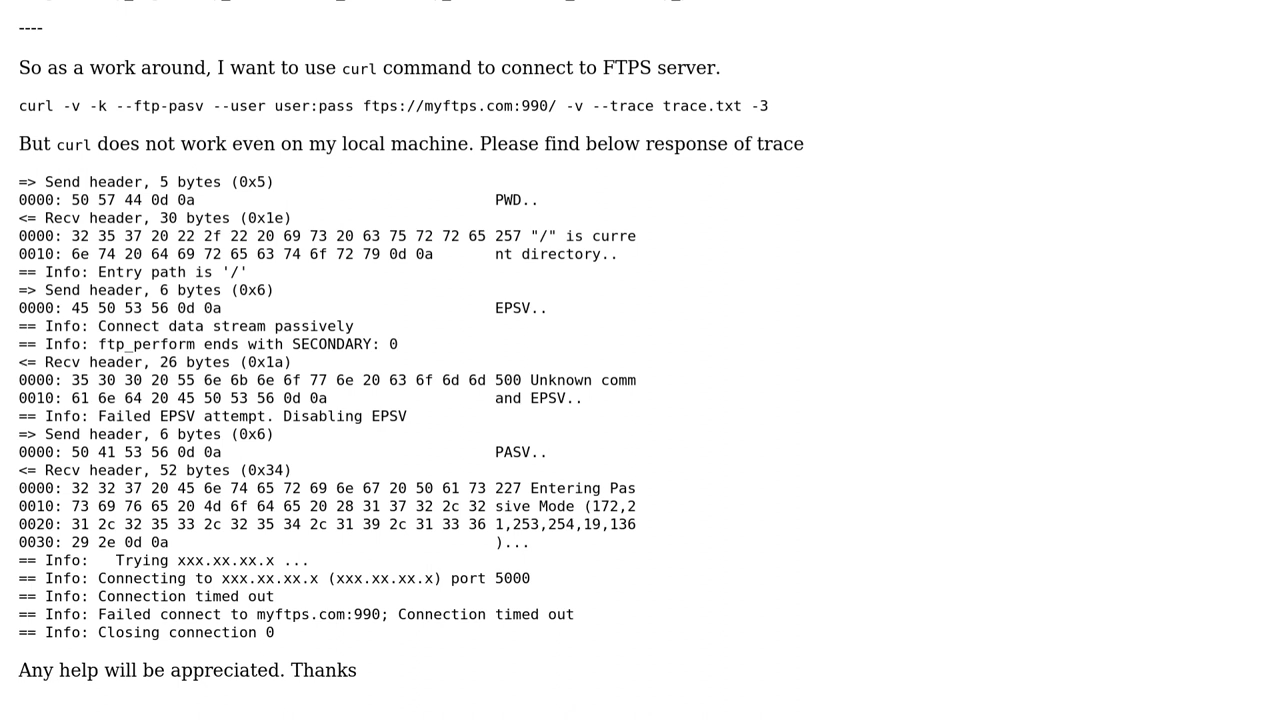 ----
So as a work around, I want to use curl command to connect to FTPS server.
curl -v -k --ftp-pasv --user user:pass ftps://myftps.com:990/ -v --trace trace.txt -3
But curl does not work even on my local machine. Please find below response of trace
=> Send header, 5 bytes (0x5)
0000: 50 57 44 0d 0a                                  PWD..
<= Recv header, 30 bytes (0x1e)
0000: 32 35 37 20 22 2f 22 20 69 73 20 63 75 72 72 65 257 "/" is curre
0010: 6e 74 20 64 69 72 65 63 74 6f 72 79 0d 0a       nt directory..
== Info: Entry path is '/'
=> Send header, 6 bytes (0x6)
0000: 45 50 53 56 0d 0a                               EPSV..
== Info: Connect data stream passively
== Info: ftp_perform ends with SECONDARY: 0
<= Recv header, 26 bytes (0x1a)
0000: 35 30 30 20 55 6e 6b 6e 6f 77 6e 20 63 6f 6d 6d 500 Unknown comm
0010: 61 6e 64 20 45 50 53 56 0d 0a                   and EPSV..
== Info: Failed EPSV attempt. Disabling EPSV
=> Send header, 6 bytes (0x6)
0000: 50 41 53 56 0d 0a                               PASV..
<= Recv header, 52 bytes (0x34)
0000: 32 32 37 20 45 6e 74 65 72 69 6e 67 20 50 61 73 227 Entering Pas
0010: 73 69 76 65 20 4d 6f 64 65 20 28 31 37 32 2c 32 sive Mode (172,2
0020: 31 2c 32 35 33 2c 32 35 34 2c 31 39 2c 31 33 36 1,253,254,19,136
0030: 29 2e 0d 0a                                     )...
== Info:   Trying xxx.xx.xx.x ...
== Info: Connecting to xxx.xx.xx.x (xxx.xx.xx.x) port 5000
== Info: Connection timed out
== Info: Failed connect to myftps.com:990; Connection timed out
== Info: Closing connection 0
Any help will be appreciated. Thanks